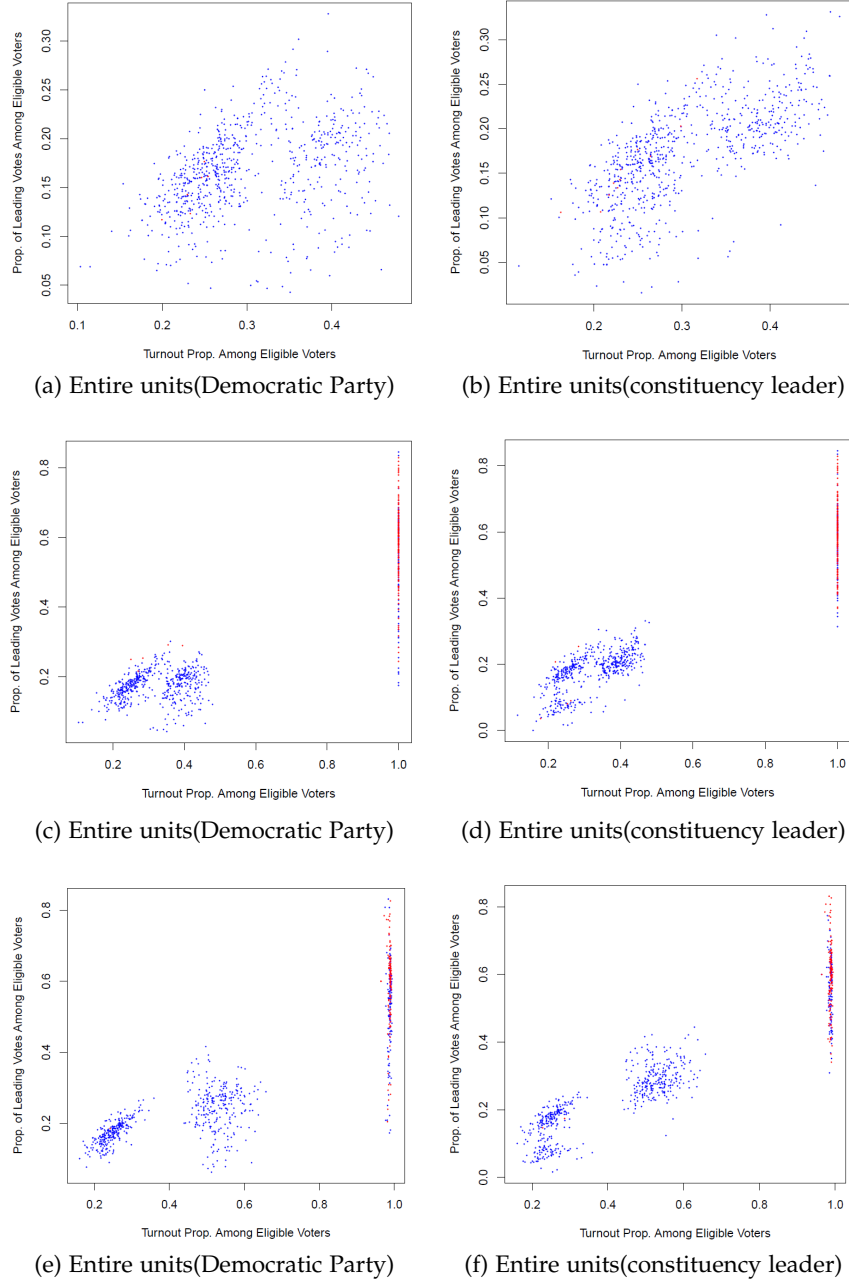 Prop. of Leading Votes Among Eligible Voters
0.30
0.25
0.20
0.15
0.10
0.05
0.1 0.2 0.3 0.4
Turnout Prop. Among Eligible Voters
(a) Entire units(Democratic Party)
Prop. of Leading Votes Among Eligible Voters
0.30
0.25
0.20
0.15
0.10
0.05
0.2 0.3 0.4
Turnout Prop. Among Eligible Voters
(b) Entire units(constituency leader)
Prop. of Leading Votes Among Eligible Voters
0.8
0.6
0.4
0.2
0.2 0.4 0.6 0.8 1.0
Turnout Prop. Among Eligible Voters
(c) Entire units(Democratic Party)
Prop. of Leading Votes Among Eligible Voters
0.8
0.6
0.4
0.2
0.0
0.2 0.4 0.6 0.8 1.0
Turnout Prop. Among Eligible Voters
(d) Entire units(constituency leader)
Prop. of Leading Votes Among Eligible Voters
0.8
0.6
0.4
0.2
0.2 0.4 0.6 0.8 1.0
Turnout Prop. Among Eligible Voters
(e) Entire units(Democratic Party)
Prop. of Leading Votes Among Eligible Voters
0.8
0.6
0.4
0.2
0.0
0.2 0.4 0.6 0.8 1.0
Turnout Prop. Among Eligible Voters
(f) Entire units(constituency leader)